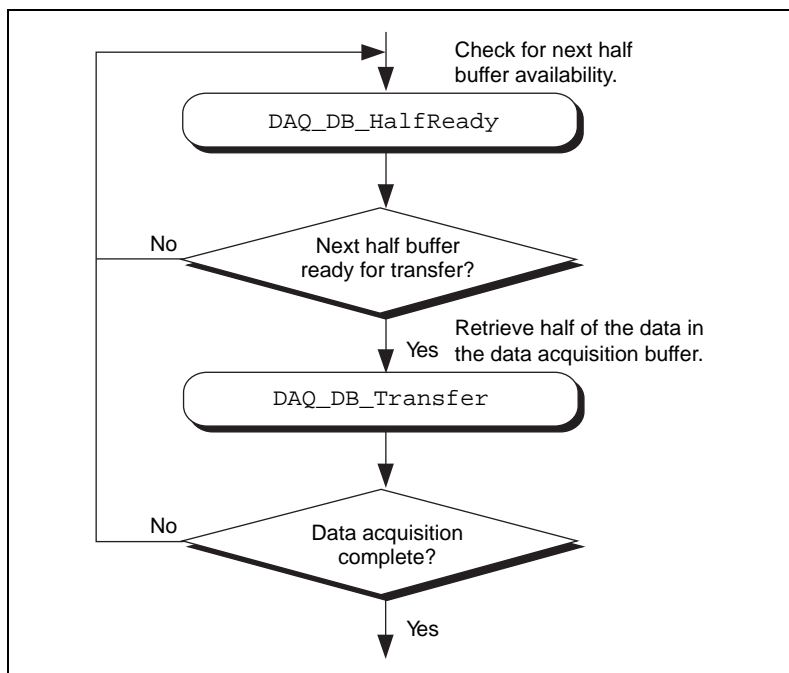 Check for next half
buffer availability.
DAQ_DB_HalfReady
No
Next half buffer
ready for transfer?
Yes
Retrieve half of the data in
the data acquisition buffer.
DAQ_DB_Transfer
No
Data acquisition
complete?
Yes